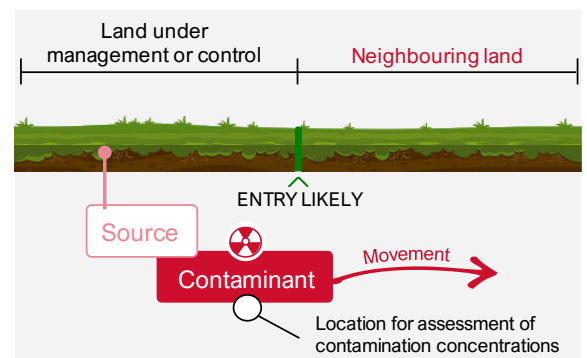 Land under
management or control
Neighbouring land
ENTRY LIKELY
Source
Contaminant
Movement
Location for assessment of
contamination concentrations